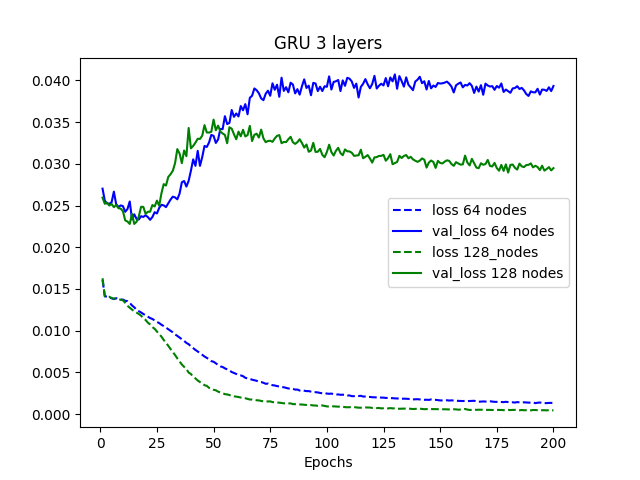 GRU 3 layers
0.040
0.035
0.030
0.025
0.020
0.015
0.010
0.005
0.000
loss 64 nodes
val_loss 64 nodes
loss 128_nodes
val_loss 128 nodes
0 25 50 75 100 125 150 175 200
Epochs